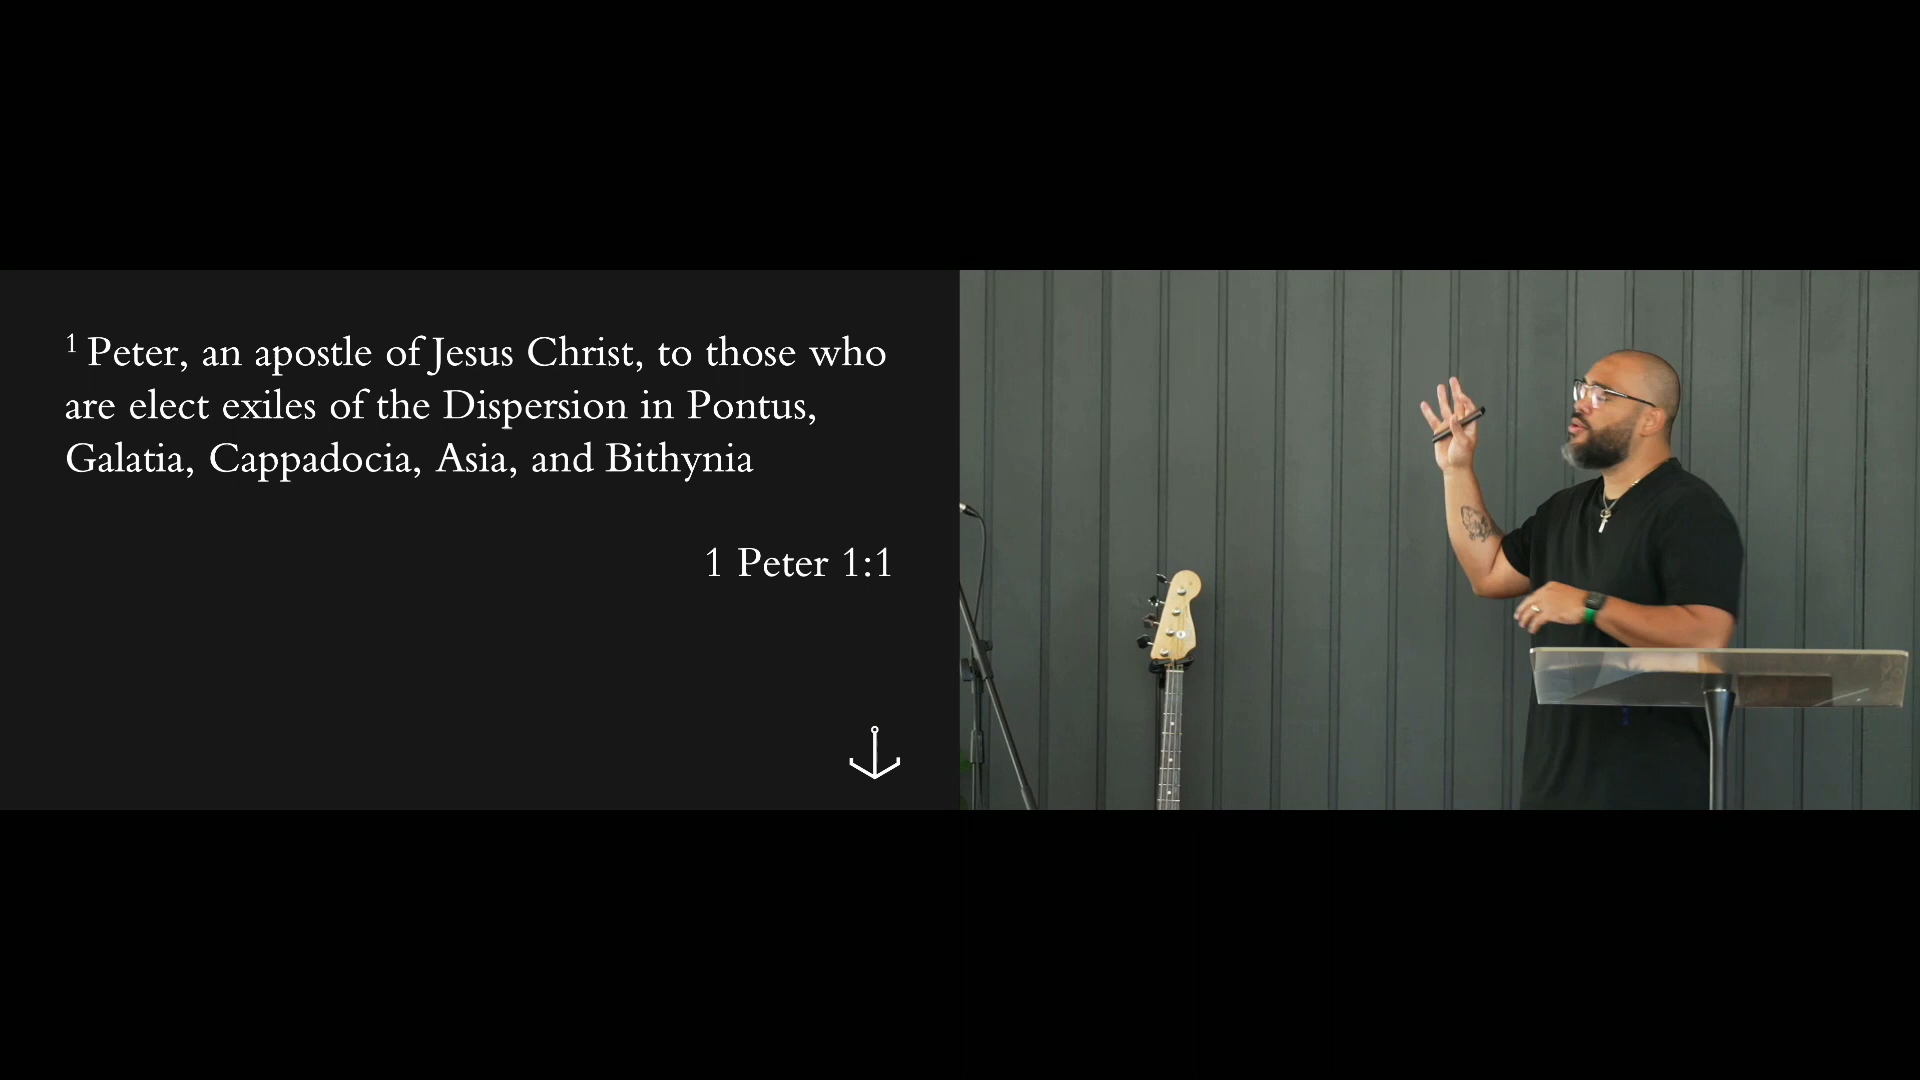 1 Peter, an apostle of Jesus Christ, to those who
are elect exiles of the Dispersion in Pontus,
Galatia, Cappadocia, Asia, and Bithynia
1 Peter 1:1